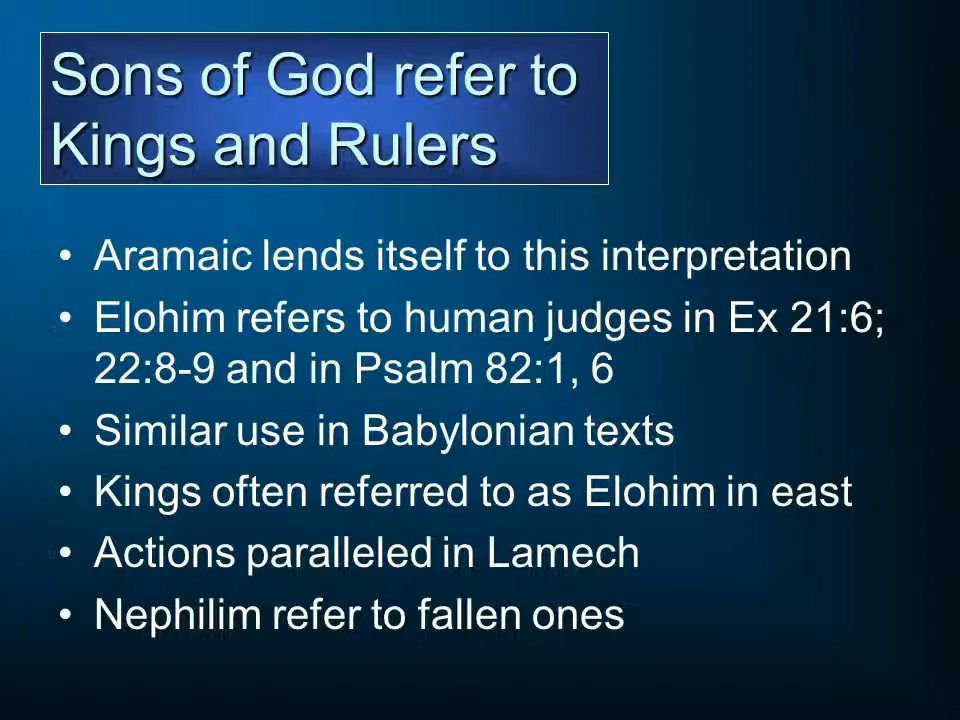 Sons of God refer to
Kings and Rulers
• Aramaic lends itself to this interpretation
• Elohim refers to human judges in Ex 21:6;
22:8-9 and in Psalm 82:1, 6
• Similar use in Babylonian texts
• Kings often referred to as Elohim in east
• Actions paralleled in Lamech
• Nephilim refer to fallen ones